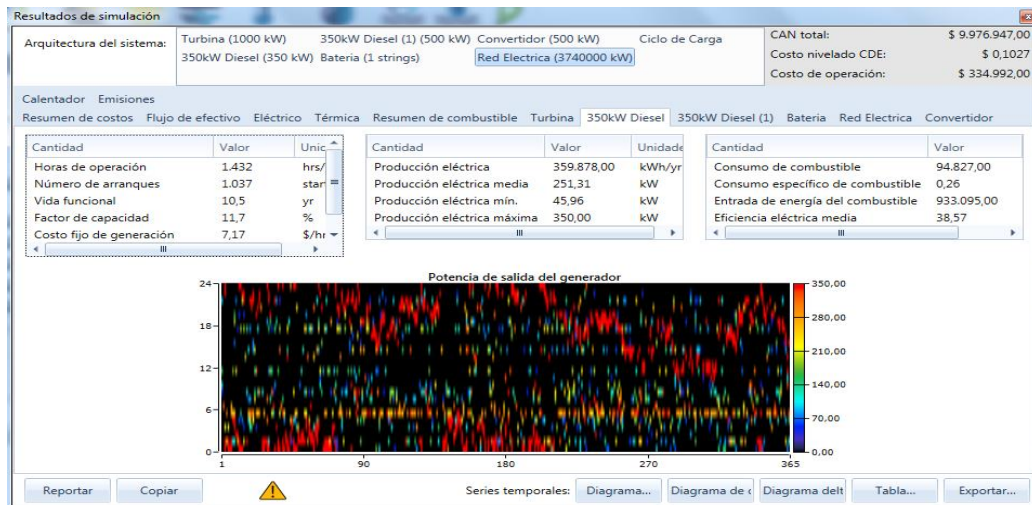 Resultados de simulación
Arquitectura del sistema:
Turbina (1000 kW) 350kW Diesel (1) (500 kW) Convertidor (500 kW) Ciclo de Carga
350kW Diesel (350 kW) Bateria (1 strings) Red Electrica (3740000 kW)
CAN total: $ 9.976.947,00
Costo nivelado CDE: $ 0,1027
Costo de operación: $ 334.992,00
Calentador Emisiones
Resumen de costos Flujo de efectivo Eléctrico Térmica Resumen de combustible Turbina 350kW Diesel 350kW Diesel (1) Bateria Red Electrica Convertidor
Cantidad Valor Unid
Horas de operación 1.432 hrs/
Número de arranques 1.037 star
Vida funcional 10,5 yr
Factor de capacidad 11,7 %
Costo fijo de generación 7,17 $/hr
Cantidad Valor Unidade
Producción eléctrica 359.878,00 kWh/yr
Producción eléctrica media 251,31 kW
Producción eléctrica mín. 45,96 kW
Producción eléctrica máxima 350,00 kW
Cantidad Valor
Consumo de combustible 94.827,00
Consumo específico de combustible 0,26
Entrada de energía del combustible 933.095,00
Eficiencia eléctrica media 38,57
Potencia de salida del generador
24
18
12
6
0
1 90 180 270 365
350,00
280,00
210,00
140,00
70,00
0,00
Reportar Copiar Series temporales: Diagrama... Diagrama de c Diagrama delt Tabla... Exportar...